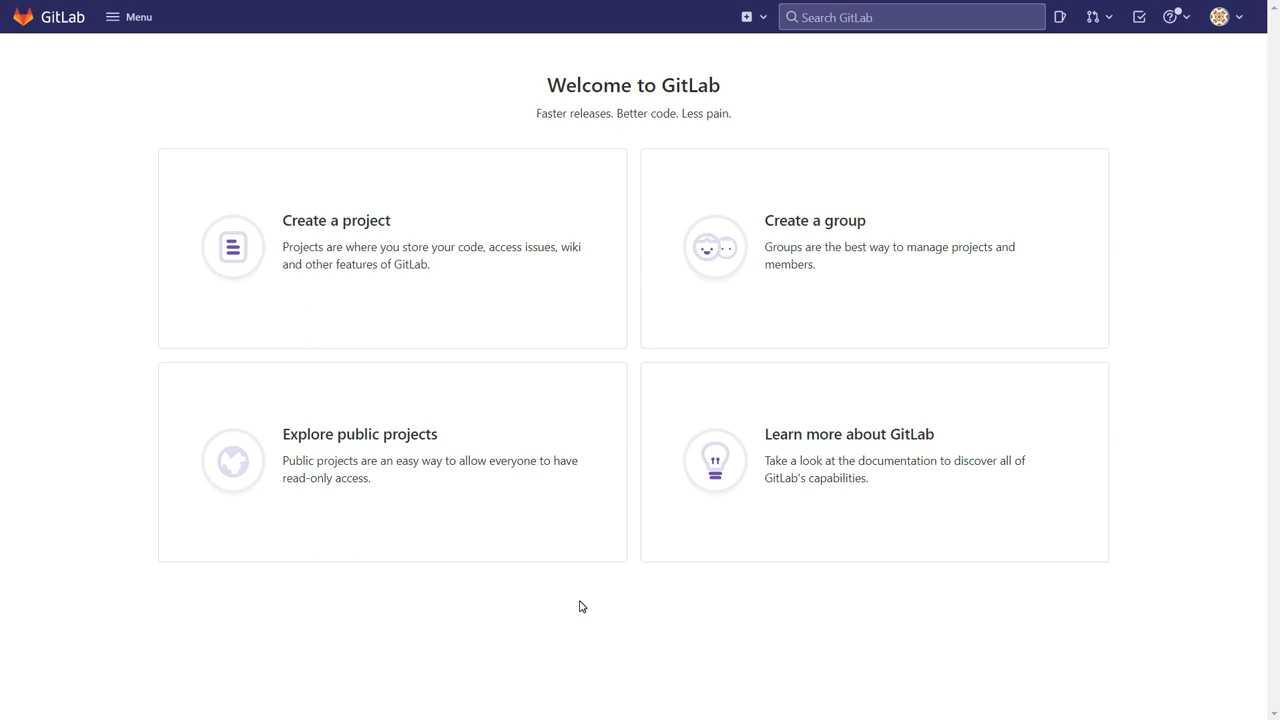 GitLab
Menu
Search GitLab
Welcome to GitLab
Faster releases. Better code. Less pain.
Create a project
Projects are where you store your code, access issues, wiki
and other features of GitLab.
Create a group
Groups are the best way to manage projects and
members.
Explore public projects
Public projects are an easy way to allow everyone to have
read-only access.
Learn more about GitLab
Take a look at the documentation to discover all of
GitLab's capabilities.